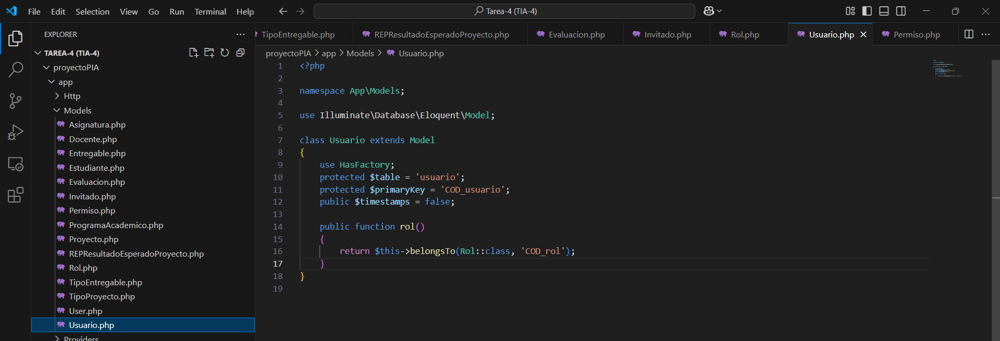 File Edit Selection View Go Run Terminal Help
Tarea-4 (TIA-4)
EXPLORER
TAREA-4 (TIA-4)
proyectoPIA
app
Http
Models
Asignatura.php
Docente.php
Entregable.php
Estudiante.php
Evaluacion.php
Invitado.php
Permiso.php
ProgramaAcademico.php
Proyecto.php
REPResultadoEsperadoProyecto.php
Rol.php
TipoEntregable.php
TipoProyecto.php
User.php
Usuario.php
Providers
TipoEntregable.php REPResultadoEsperadoProyecto.php Evaluacion.php Invitado.php Rol.php Usuario.php Permiso.php
proyectoPIA > app > Models > Usuario.php
1 <?php
2
3 namespace App\Models;
4
5 use Illuminate\Database\Eloquent\Model;
6
7 class Usuario extends Model
8 {
9 use HasFactory;
10 protected $table = 'usuario';
11 protected $primaryKey = 'COD_usuario';
12 public $timestamps = false;
13
14 public function rol()
15 {
16 return $this->belongsTo(Rol::class, 'COD_rol');
17 }
18 }
19